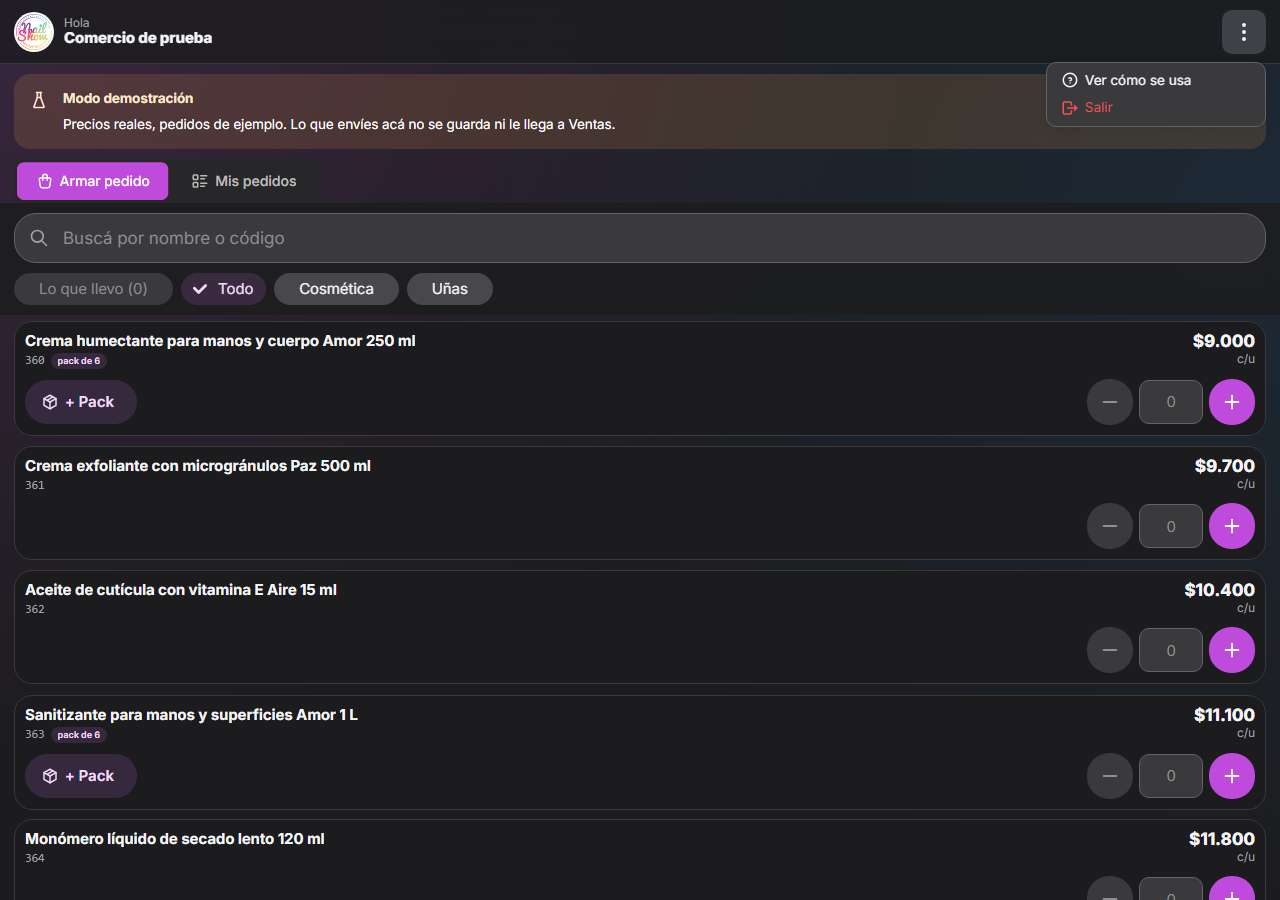 Nail
Show
Hola
Comercio de prueba
Ver cómo se usa
Salir
Modo demostración
Precios reales, pedidos de ejemplo. Lo que envíes acá no se guarda ni le llega a Ventas.
Armar pedido
Mis pedidos
Buscá por nombre o código
Lo que llevo (0)
Todo
Cosmética
Uñas
Crema humectante para manos y cuerpo Amor 250 ml
$9.000
360 pack de 6
c/u
+ Pack
0
Crema exfoliante con microgránulos Paz 500 ml
$9.700
361
c/u
0
Aceite de cutícula con vitamina E Aire 15 ml
$10.400
362
c/u
0
Sanitizante para manos y superficies Amor 1 L
$11.100
363 pack de 6
c/u
+ Pack
0
Monómero líquido de secado lento 120 ml
$11.800
364
c/u
0